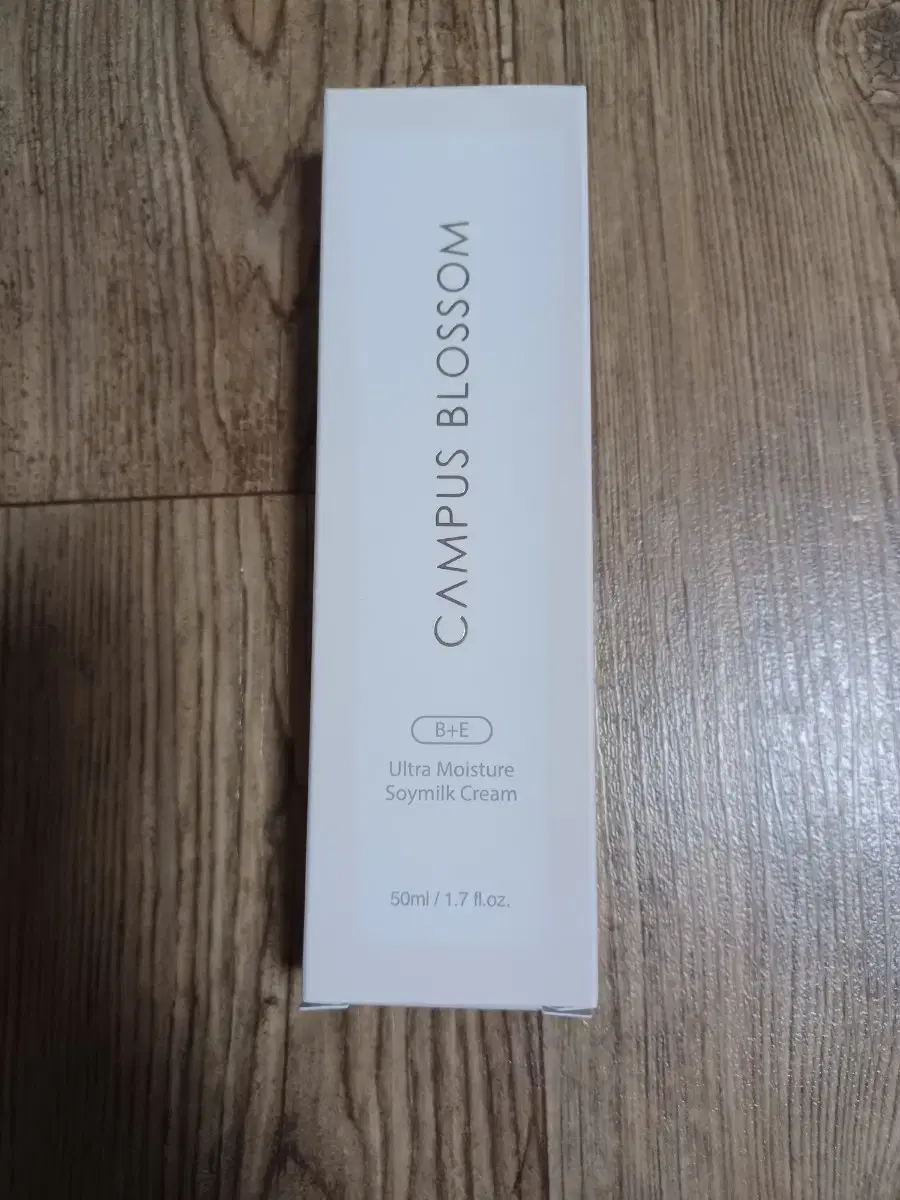 CAMPUS BLOSSOM
B+E
Ultra Moisture
Soymilk Cream
50ml / 1.7 fl.oz.